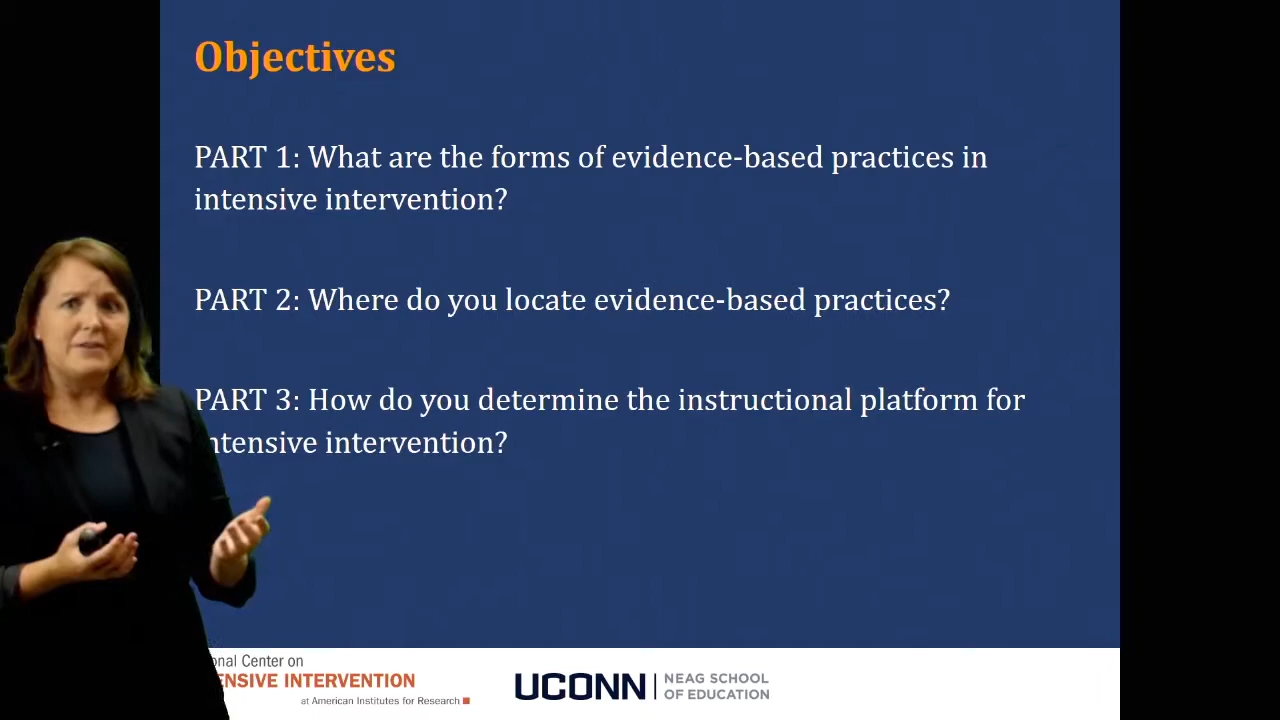 Objectives
PART 1: What are the forms of evidence-based practices in
intensive intervention?
PART 2: Where do you locate evidence-based practices?
PART 3: How do you determine the instructional platform for
ntensive intervention?
onal Center on
ENSIVE INTERVENTION
at American Institutes for Research
UCONN
NEAG SCHOOL
OF EDUCATION